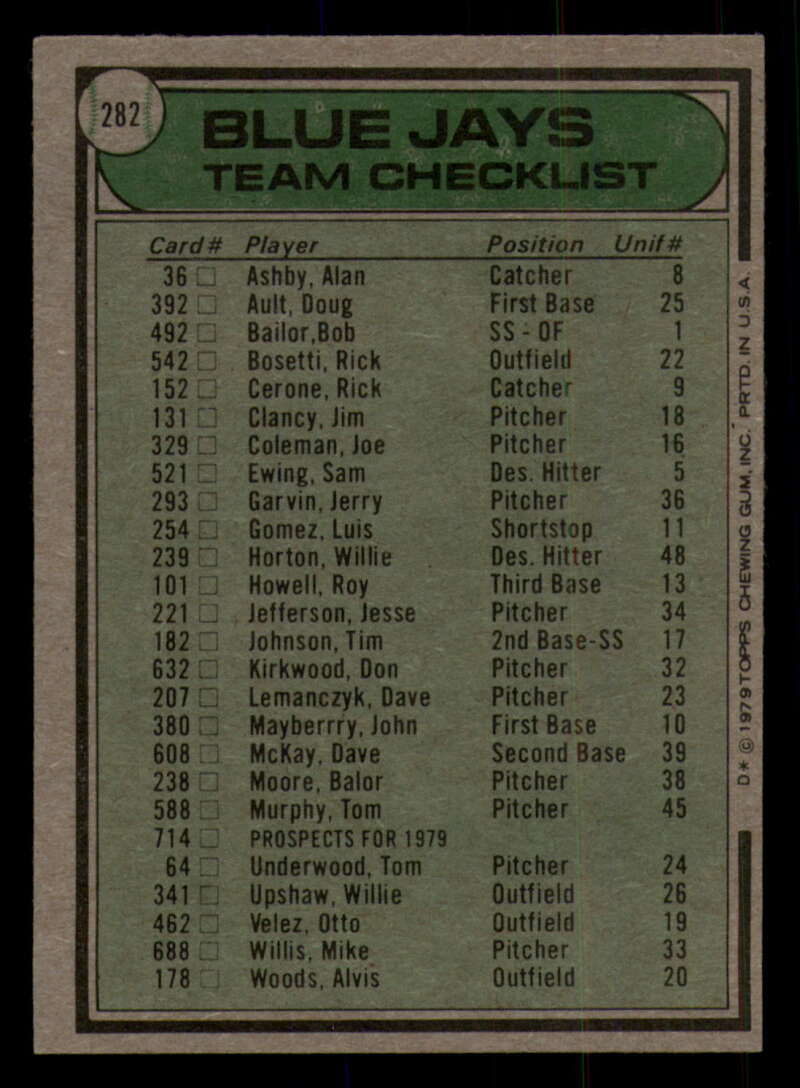 282
BLUE JAYS
TEAM CHECKLIST
Card# Player Position Unif#
36 Ashby, Alan Catcher 8
392 Ault, Doug First Base 25
492 Bailor,Bob SS - OF 1
542 Bosetti, Rick Outfield 22
152 Cerone, Rick Catcher 9
131 Clancy, Jim Pitcher 18
329 Coleman, Joe Pitcher 16
521 Ewing, Sam Des. Hitter 5
293 Garvin, Jerry Pitcher 36
254 Gomez, Luis Shortstop 11
239 Horton, Willie Des. Hitter 48
101 Howell, Roy Third Base 13
221 Jefferson, Jesse Pitcher 34
182 Johnson, Tim 2nd Base-SS 17
632 Kirkwood, Don Pitcher 32
207 Lemanczyk, Dave Pitcher 23
380 Mayberrry, John First Base 10
608 McKay, Dave Second Base 39
238 Moore, Balor Pitcher 38
588 Murphy, Tom Pitcher 45
714 PROSPECTS FOR 1979
64 Underwood, Tom Pitcher 24
341 Upshaw, Willie Outfield 26
462 Velez, Otto Outfield 19
688 Willis, Mike Pitcher 33
178 Woods, Alvis Outfield 20
D* © 1979 TOPPS CHEWING GUM, INC. PRTD. IN U.S.A.